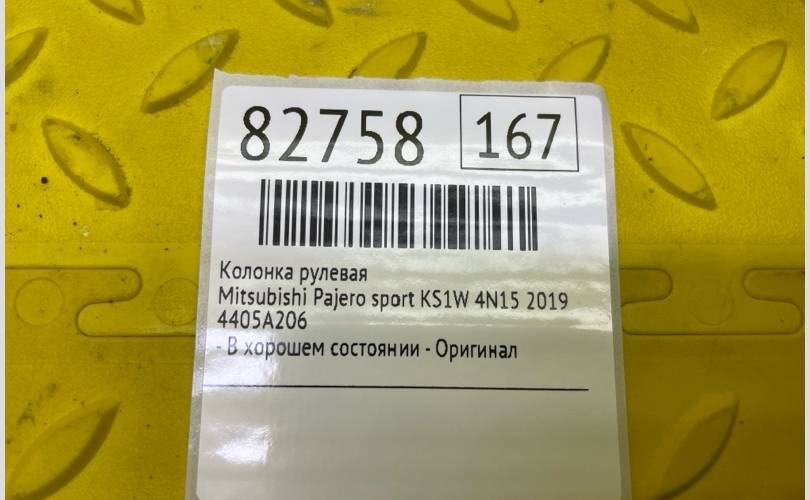 82758 167
Колонка рулевая
Mitsubishi Pajero sport KS1W 4N15 2019
4405A206
- В хорошем состоянии - Оригинал